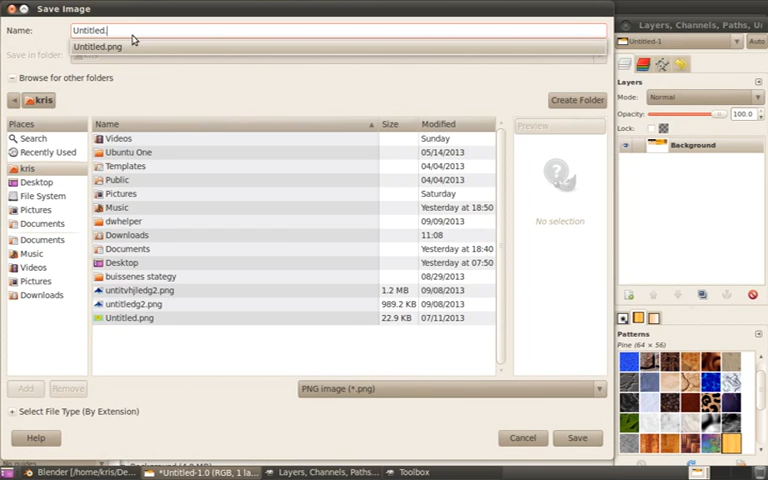 Save Image
Name:
Untitled.
Untitled.png
Save in folder:
kris
Browse for other folders
kris
Create Folder
Places
Search
Recently Used
kris
Desktop
File System
Pictures
Documents
Documents
Music
Videos
Pictures
Downloads
Name Size Modified
Videos Sunday
Ubuntu One 05/14/2013
Templates 04/04/2013
Public 04/04/2013
Pictures Saturday
Music Yesterday at 18:50
dwhelper 09/09/2013
Downloads 11:08
Documents Yesterday at 18:40
Desktop Yesterday at 07:50
buissenes stategy 08/29/2013
untitvhjledg2.png 1.2 MB 09/08/2013
untitledg2.png 989.2 KB 09/08/2013
Untitled.png 22.9 KB 07/11/2013
Preview
No selection
Add
Remove
PNG image (*.png)
Select File Type (By Extension)
Help
Cancel
Save
Layers, Channels, Paths, Un
Untitled-1
Auto
Layers
Mode: Normal
Opacity: 100.0
Lock:
Background
Patterns
Pine (64 × 56)
Blender [/home/kris/De...
*Untitled-1.0 (RGB, 1 la...
Layers, Channels, Paths...
Toolbox